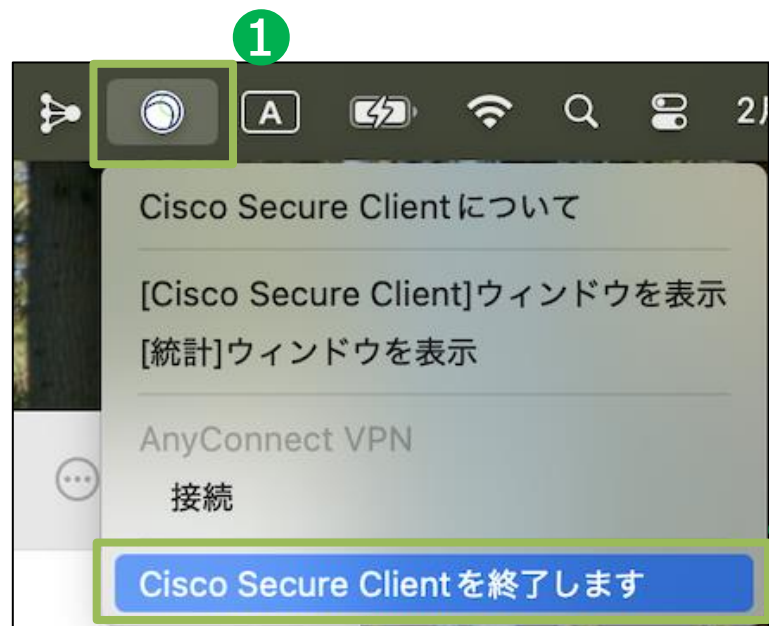 1
A 2月
Cisco Secure Clientについて
[Cisco Secure Client]ウィンドウを表示
[統計]ウィンドウを表示
AnyConnect VPN
接続
Cisco Secure Clientを終了します